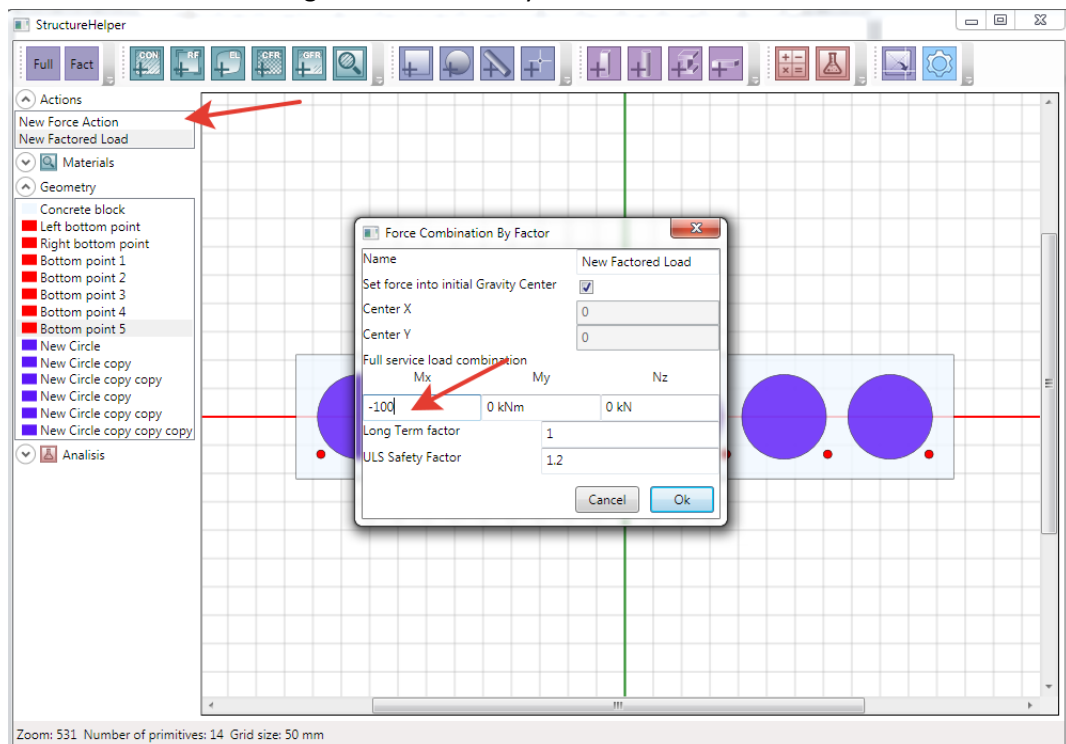 StructureHelper
Full Fact CON RF EL CFR GFR
Actions
New Force Action
New Factored Load
Materials
Geometry
Concrete block
Left bottom point
Right bottom point
Bottom point 1
Bottom point 2
Bottom point 3
Bottom point 4
Bottom point 5
New Circle
New Circle copy
New Circle copy copy
New Circle copy
New Circle copy copy
New Circle copy copy copy
Analisis
Force Combination By Factor
Name New Factored Load
Set force into initial Gravity Center
Center X 0
Center Y 0
Full service load combination
Mx My Nz
-100 0 kNm 0 kN
Long Term factor 1
ULS Safety Factor 1.2
Cancel Ok
Zoom: 531 Number of primitives: 14 Grid size: 50 mm